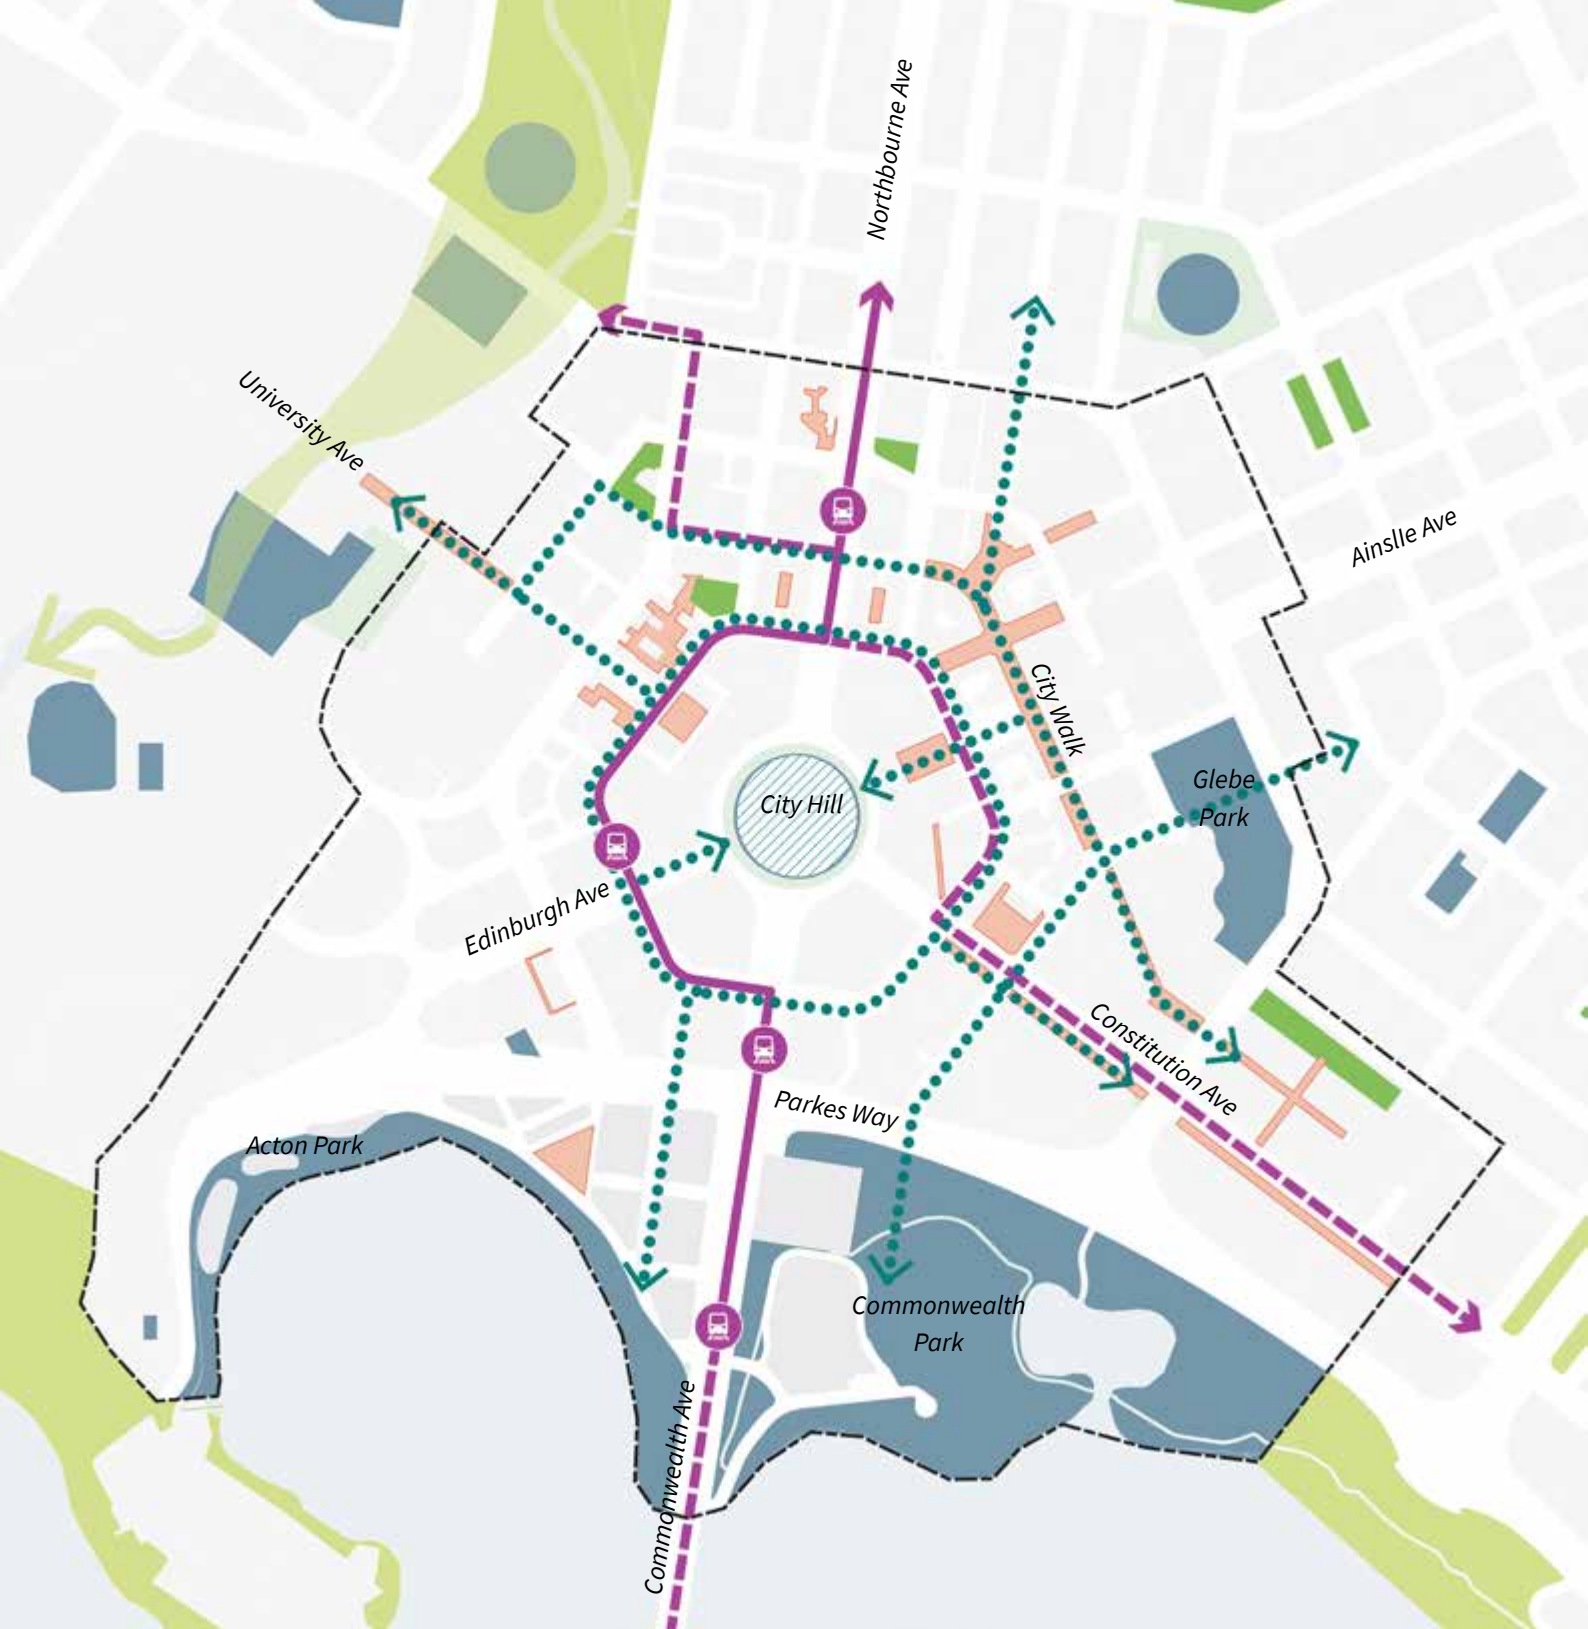 Northbourne Ave
University Ave
Ainslle Ave
City Walk
Glebe
Park
City Hill
Edinburgh Ave
Constitution Ave
Parkes Way
Acton Park
Commonwealth
Park
Commonwealth Ave